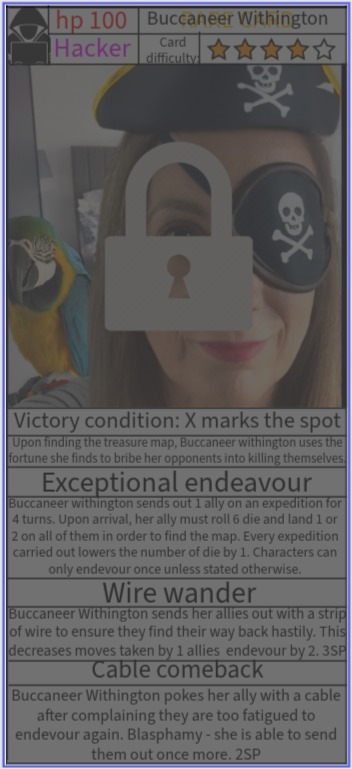 hp 100
Buccaneer Withington
Hacker
Card
difficulty:
Victory condition: X marks the spot
Upon finding the treasure map, Buccaneer withington uses the
fortune she finds to bribe her opponents into killing themselves.
Exceptional endeavour
Buccaneer withington sends out 1 ally on an expedition for
4 turns. Upon arrival, her ally must roll 6 die and land 1 or
2 on all of them in order to find the map. Every expedition
carried out lowers the number of die by 1. Characters can
only endevour once unless stated otherwise.
Wire wander
Buccaneer Withington sends her allies out with a strip
of wire to ensure they find their way back hastily. This
decreases moves taken by 1 allies endevour by 2. 3SP
Cable comeback
Buccaneer Withington pokes her ally with a cable
after complaining they are too fatigued to
endevour again. Blasphamy - she is able to send
them out once more. 2SP